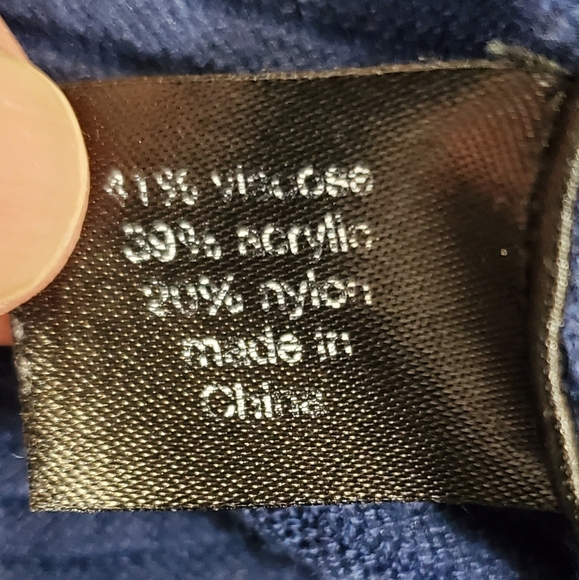 41% viscose
39% acrylic
20% nylon
made in
China